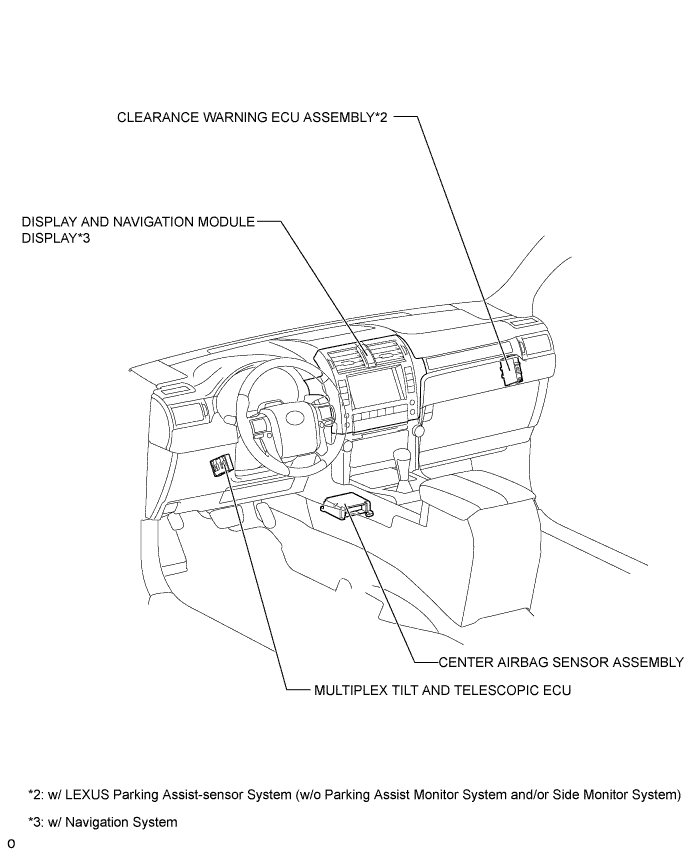 CLEARANCE WARNING ECU ASSEMBLY*2
DISPLAY AND NAVIGATION MODULE
DISPLAY*3
CENTER AIRBAG SENSOR ASSEMBLY
MULTIPLEX TILT AND TELESCOPIC ECU
*2: w/ LEXUS Parking Assist-sensor System (w/o Parking Assist Monitor System and/or Side Monitor System)
*3: w/ Navigation System
O